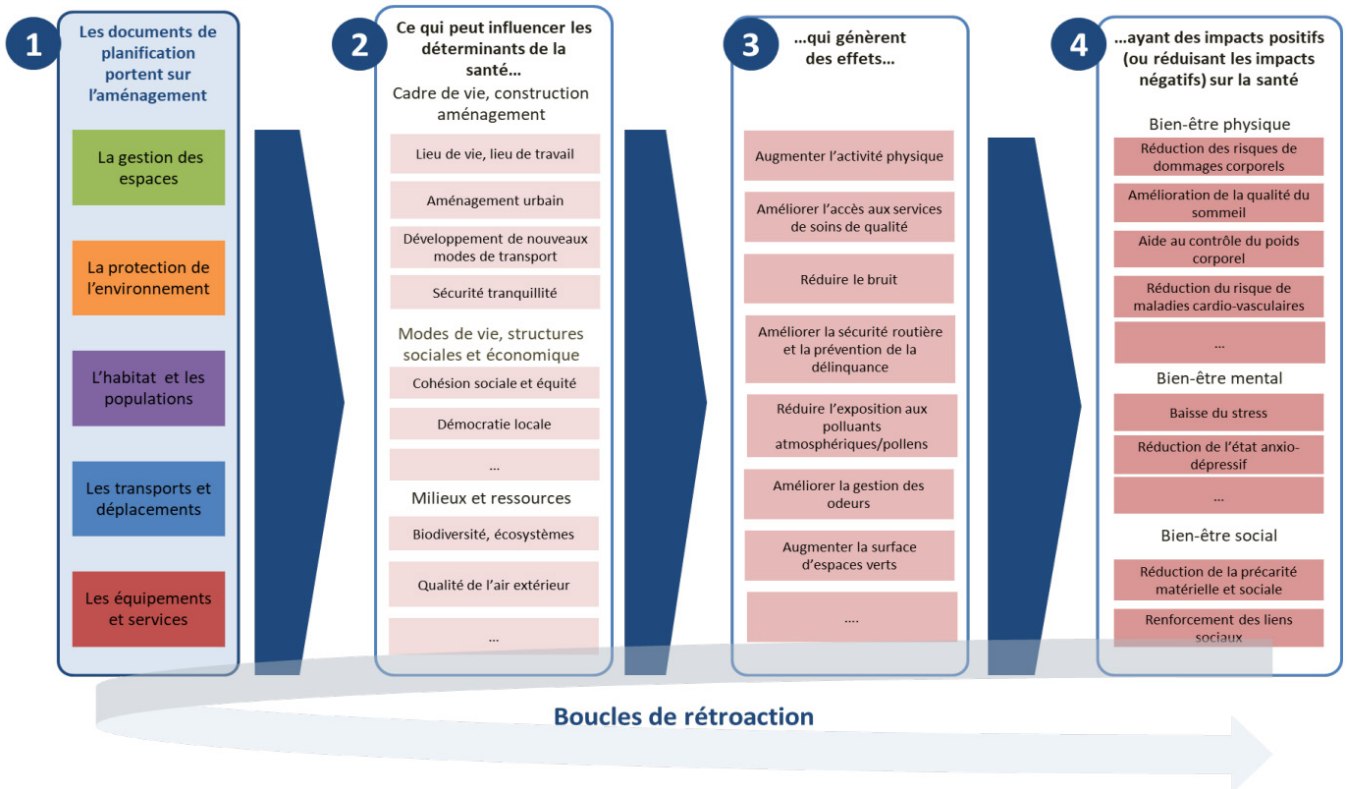 1
Les documents de
planification
portent sur
l'aménagement
La gestion des
espaces
La protection de
l'environnement
L'habitat et les
populations
Les transports et
déplacements
Les équipements
et services
2
Ce qui peut influencer les
déterminants de la
santé...
Cadre de vie, construction
aménagement
Lieu de vie, lieu de travail
Aménagement urbain
Développement de nouveaux
modes de transport
Sécurité tranquillité
Modes de vie, structures
sociales et économique
Cohésion sociale et équité
Démocratie locale
...
Milieux et ressources
Biodiversité, écosystèmes
Qualité de l'air extérieur
...
3
...qui génèrent
des effets...
Augmenter l'activité physique
Améliorer l'accès aux services
de soins de qualité
Réduire le bruit
Améliorer la sécurité routière
et la prévention de la
délinquance
Réduire l'exposition aux
polluants
atmosphériques/pollens
Améliorer la gestion des
odeurs
Augmenter la surface
d'espaces verts
....
4
...ayant des impacts positifs
(ou réduisant les impacts
négatifs) sur la santé
Bien-être physique
Réduction des risques de
dommages corporels
Amélioration de la qualité du
sommeil
Aide au contrôle du poids
corporel
Réduction du risque de
maladies cardio-vasculaires
...
Bien-être mental
Baisse du stress
Réduction de l'état anxio-
dépressif
...
Bien-être social
Réduction de la précarité
matérielle et sociale
Renforcement des liens
sociaux
Boucles de rétroaction